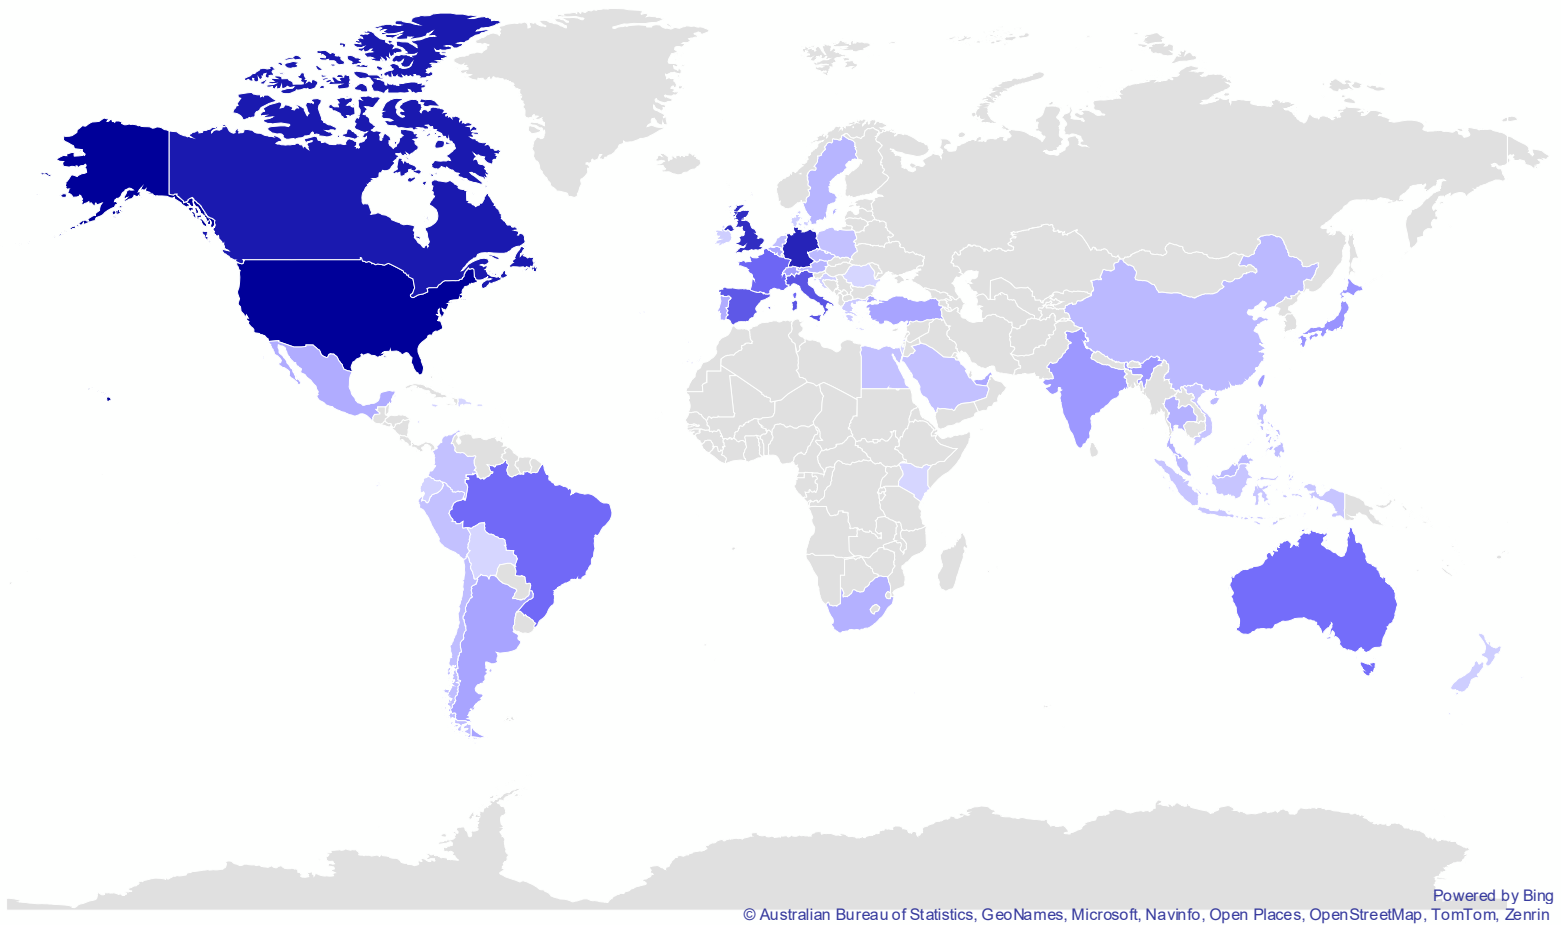 Powered by Bing
© Australian Bureau of Statistics, GeoNames, Microsoft, Navinfo, Open Places, OpenStreetMap, TomTom, Zenrin